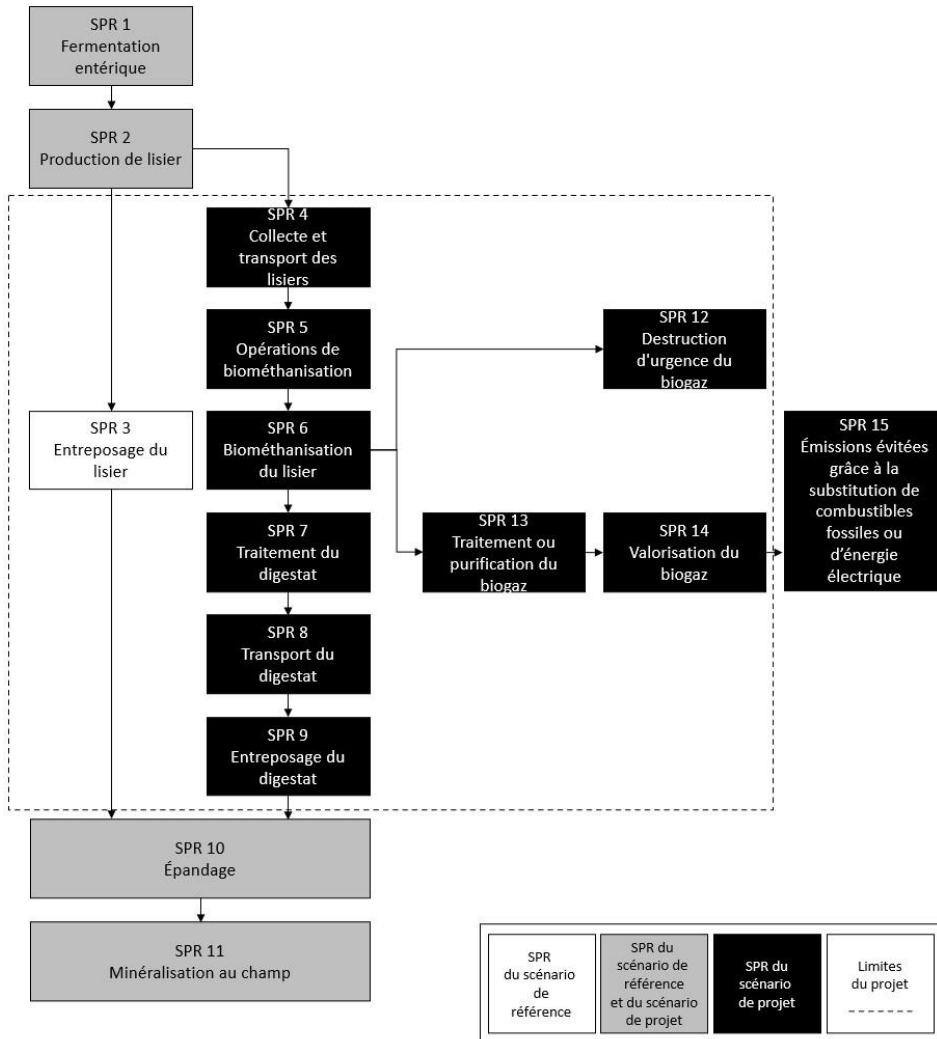 SPR 1
Fermentation
entérique
SPR 2
Production de lisier
SPR 4
Collecte et
transport des
lisiers
SPR 5
Opérations de
biométhanisation
SPR 12
Destruction
d'urgence du
biogaz
SPR 3
Entreposage du
lisier
SPR 6
Biométhanisation
du lisier
SPR 15
Émissions évitées
grâce à la
substitution de
combustibles
fossiles ou
d'énergie
électrique
SPR 7
Traitement du
digestat
SPR 13
Traitement ou
purification du
biogaz
SPR 14
Valorisation du
biogaz
SPR 8
Transport du
digestat
SPR 9
Entreposage du
digestat
SPR 10
Épandage
SPR 11
Minéralisation au champ
SPR
du scénario
de
référence
SPR du
scénario de
référence
et du scénario
de projet
SPR du
scénario
de projet
Limites
du projet